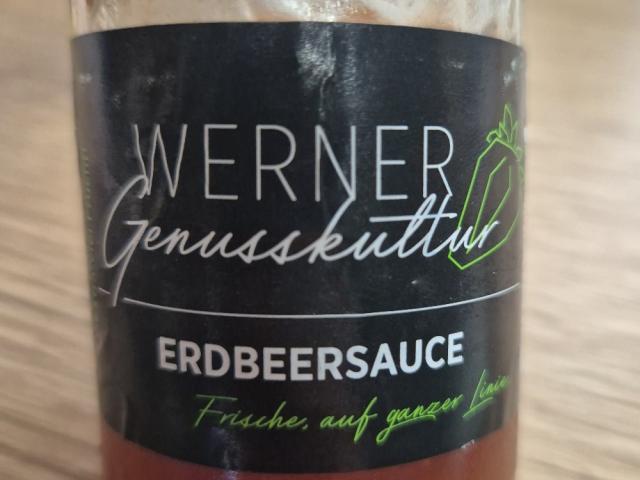 WERNER
Genusskultur
ERDBEERSAUCE
Frische, auf ganzer Linie